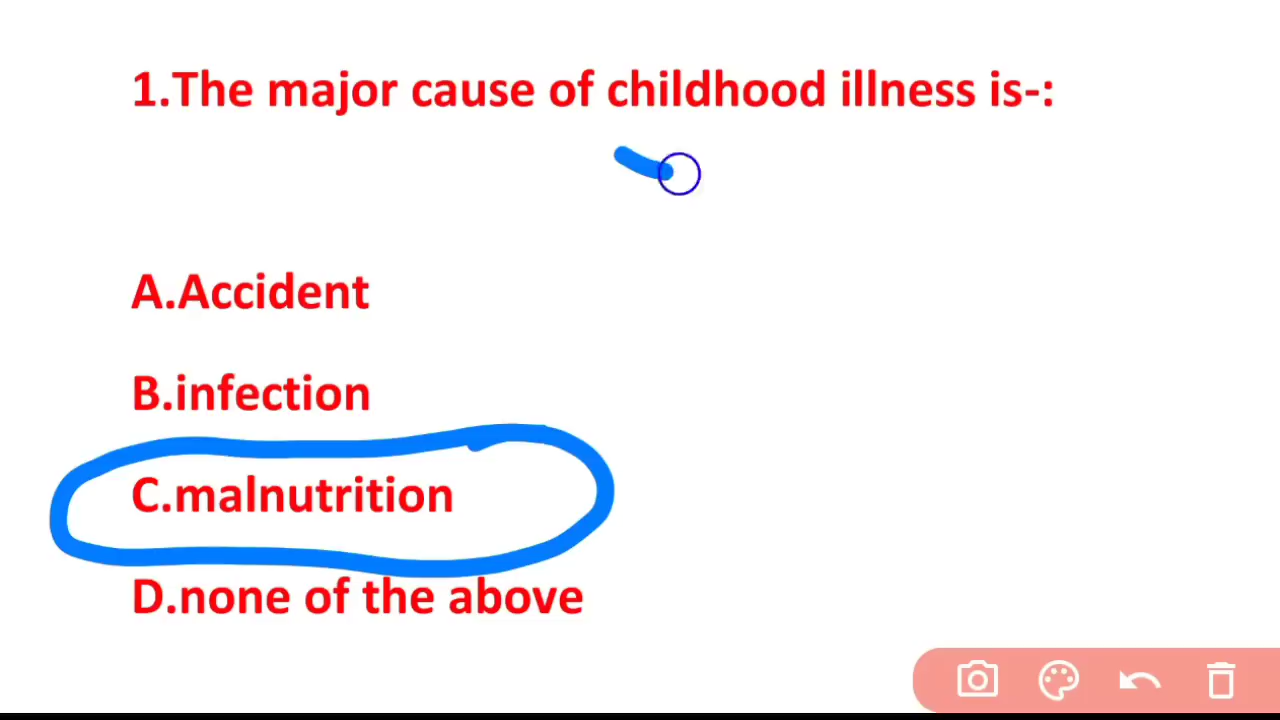 1.The major cause of childhood illness is-:
A.Accident
B.infection
C.malnutrition
D.none of the above